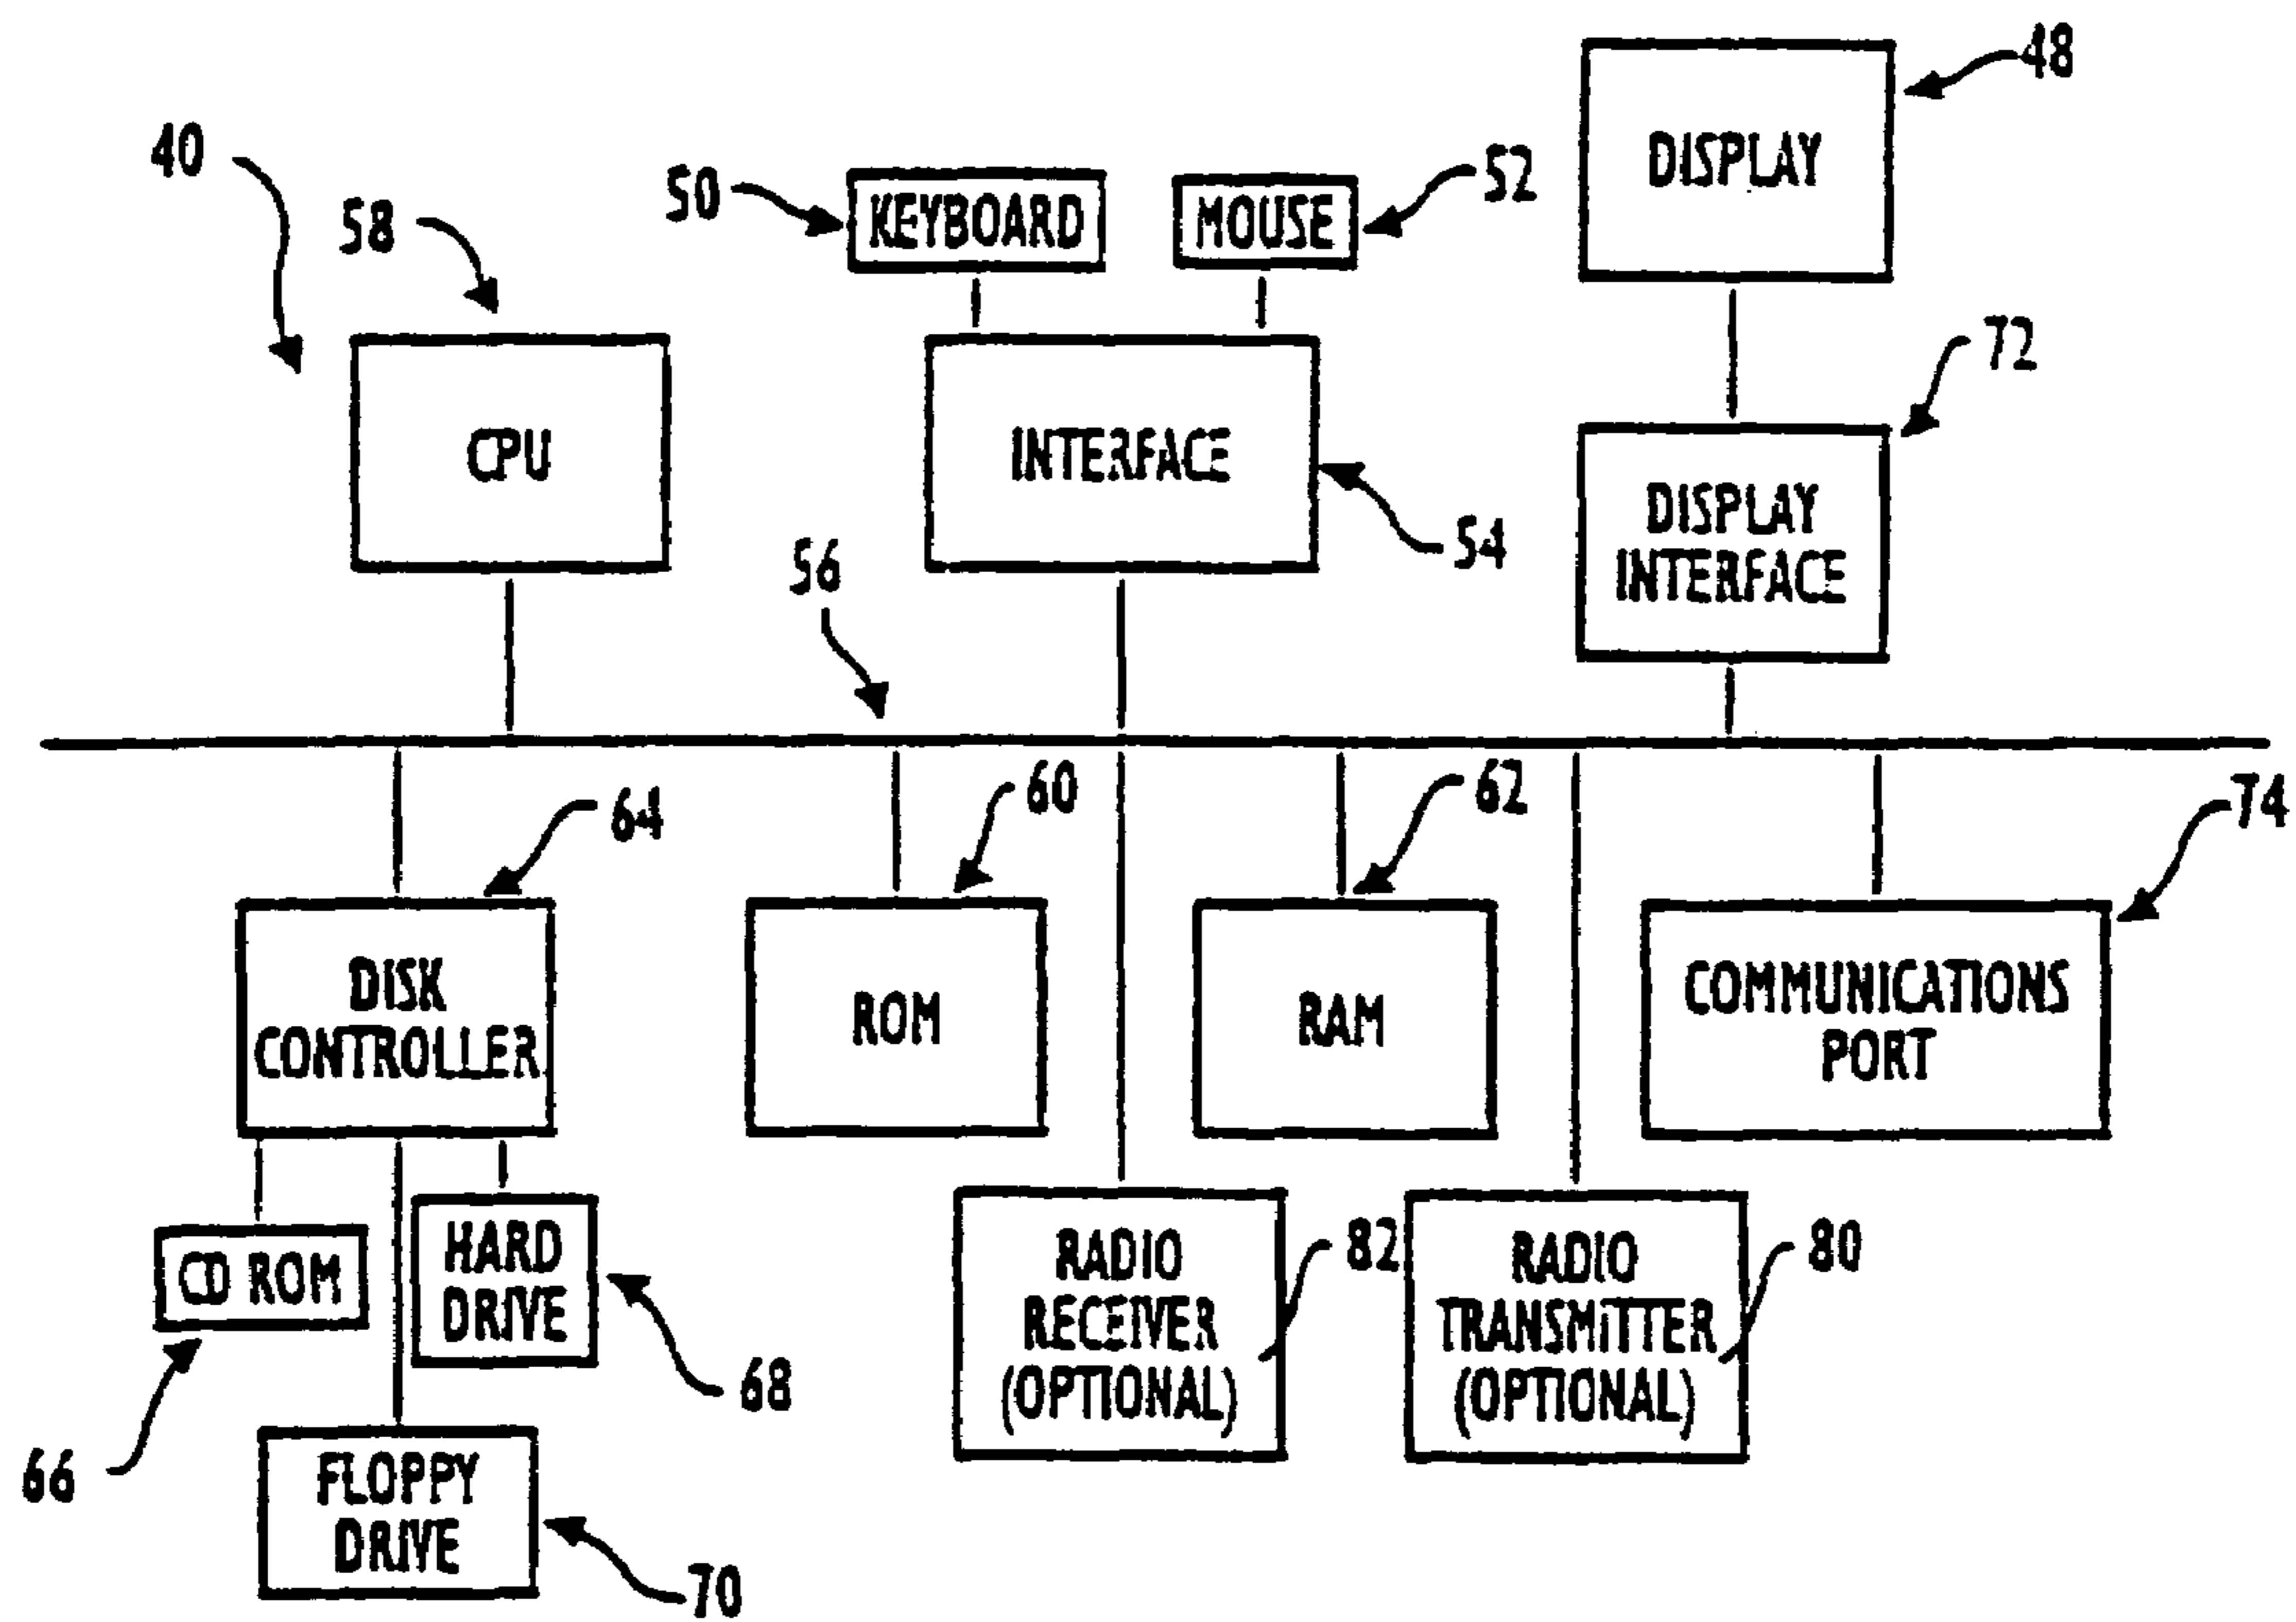 48
40
58
50
KEYBOARD
MOUSE
52
DISPLAY
72
CPU
INTERFACE
54
DISPLAY
INTERFACE
56
64
60
62
74
DISK
CONTROLLER
ROM
RAM
COMMUNICATIONS
PORT
CD ROM
HARD
DRIVE
68
66
FLOPPY
DRIVE
70
RADIO
RECEIVER
(OPTIONAL)
82
RADIO
TRANSMITTER
(OPTIONAL)
80